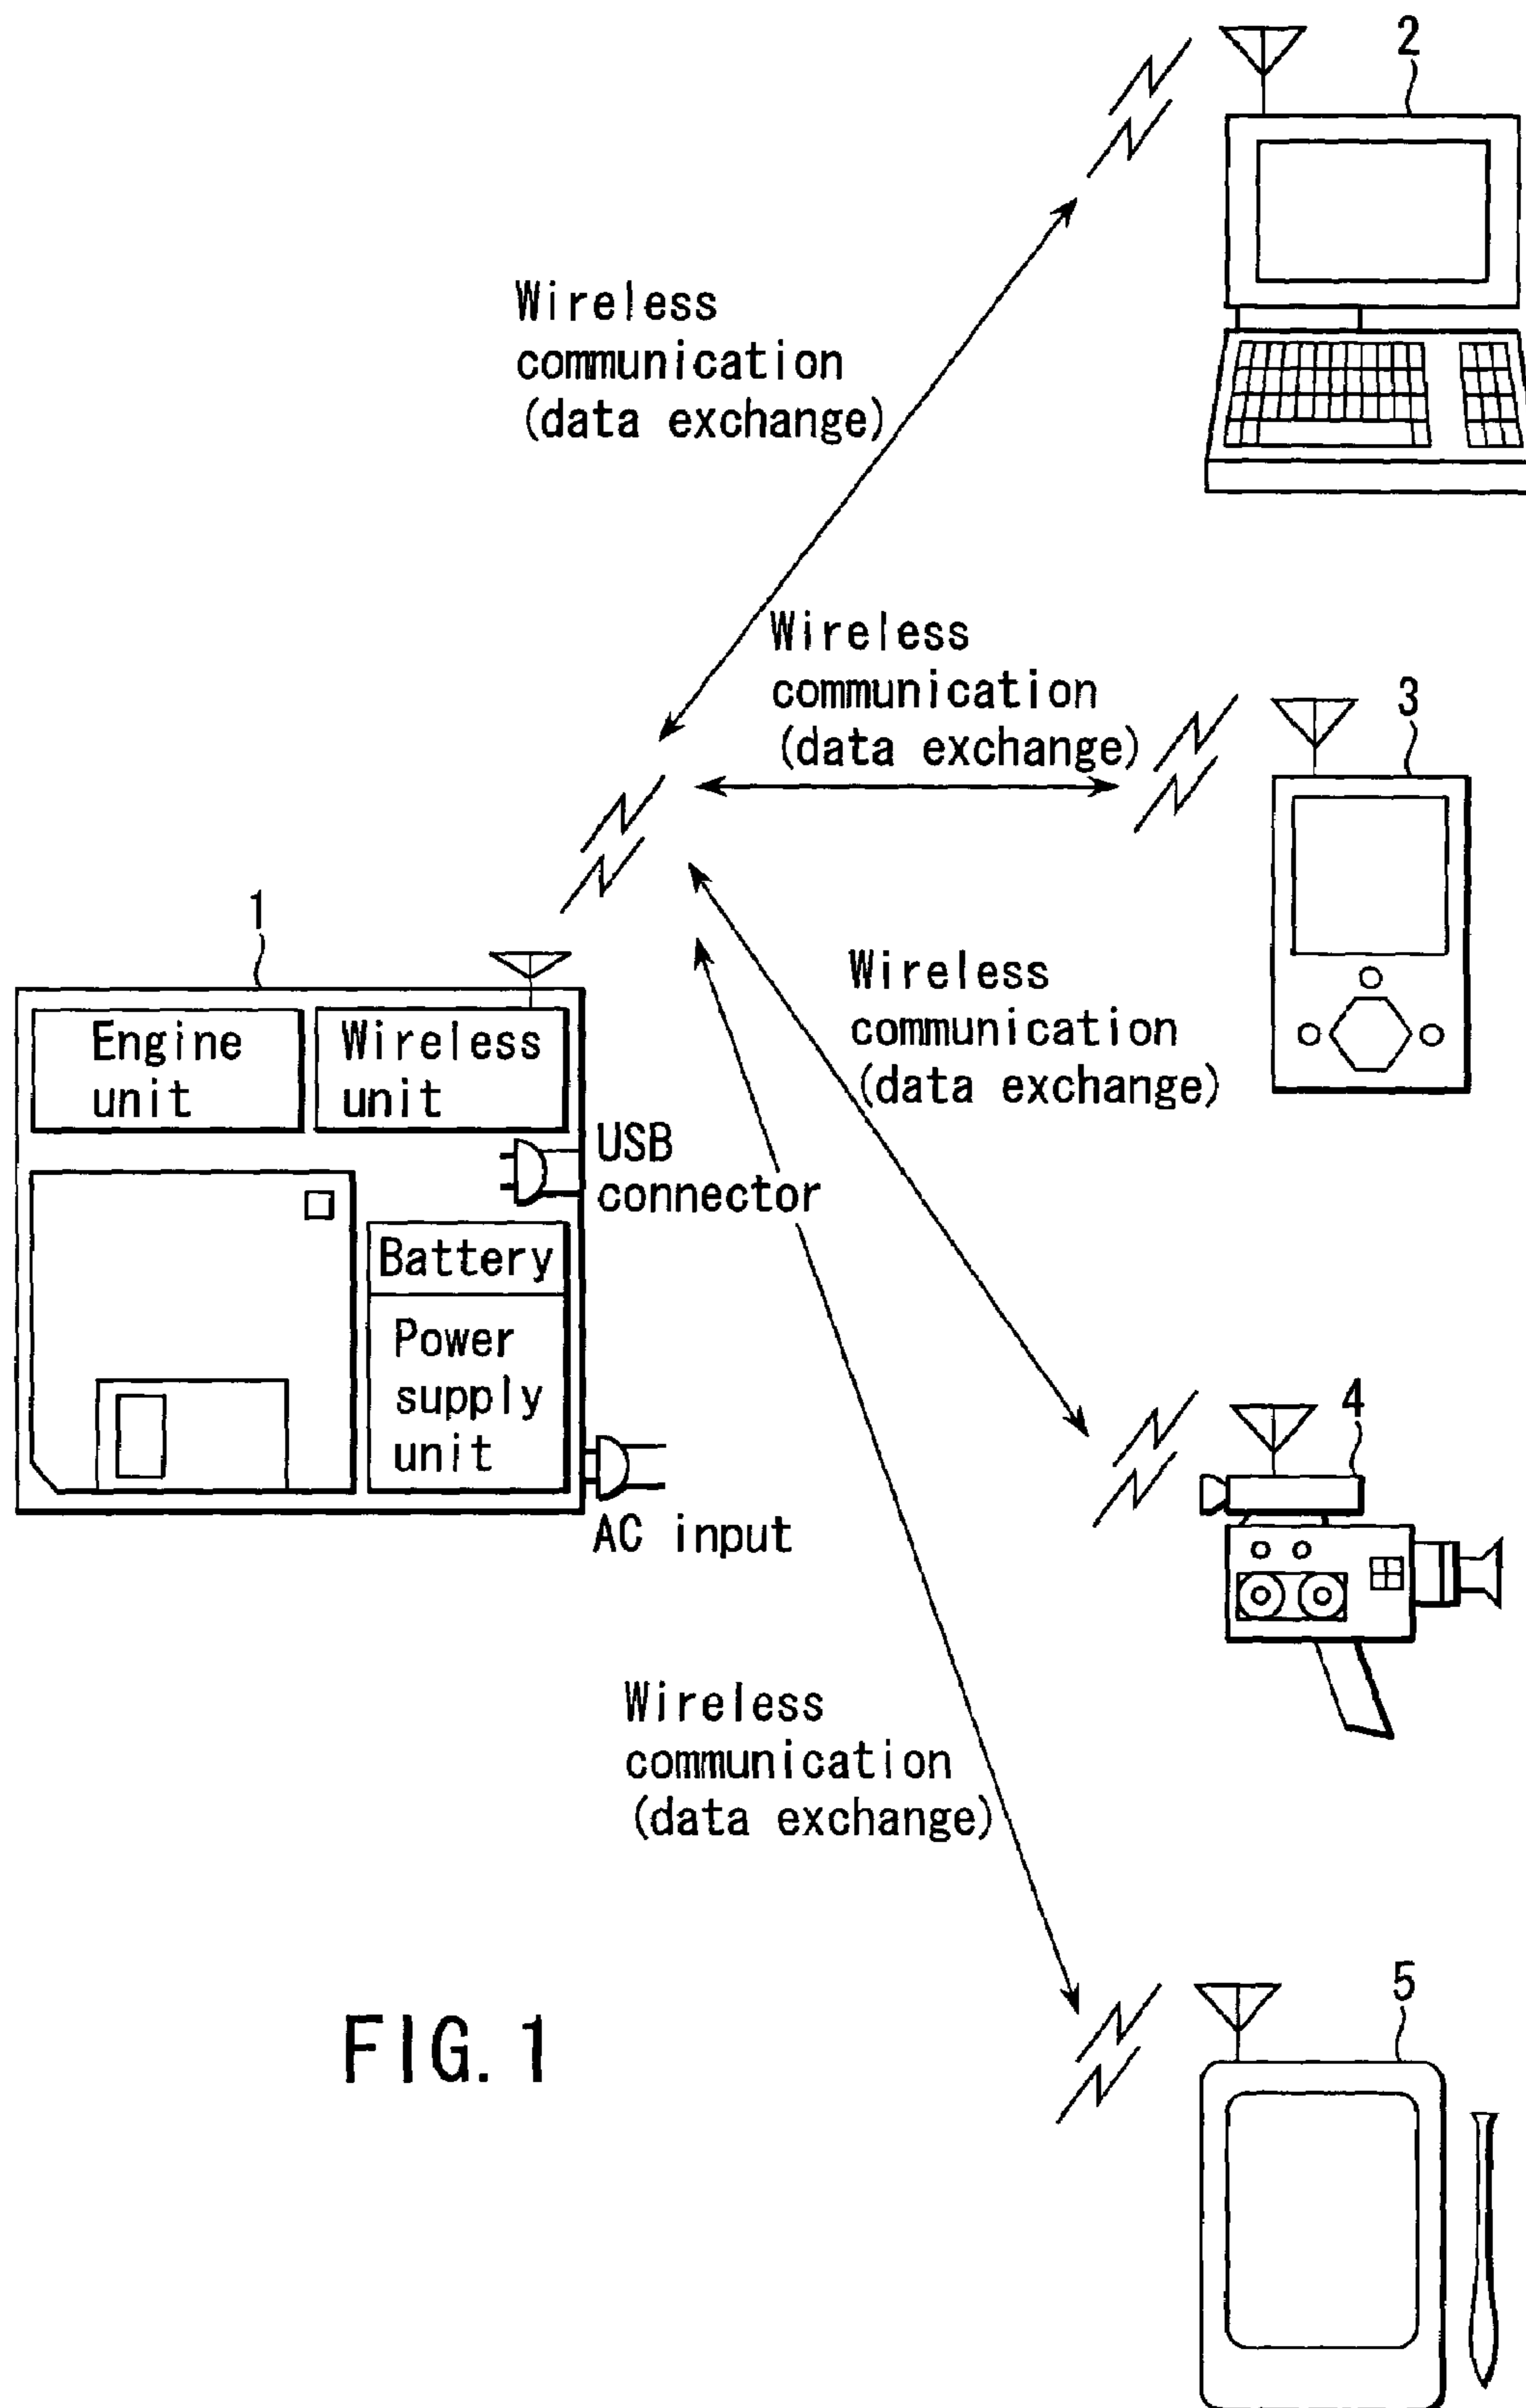 2
Wireless
communication
(data exchange)
Wireless
communication
(data exchange)
3
1
Wireless
communication
(data exchange)
Engine
unit
Wireless
unit
USB
connector
Battery
Power
supply
unit
AC input
4
Wireless
communication
(data exchange)
5
FIG. 1